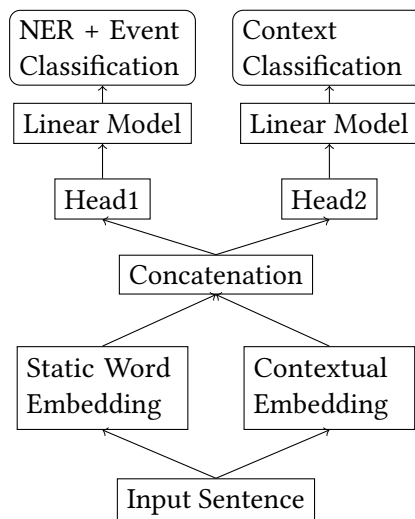 NER + Event
Classification
Context
Classification
Linear Model
Linear Model
Head1
Head2
Concatenation
Static Word
Embedding
Contextual
Embedding
Input Sentence